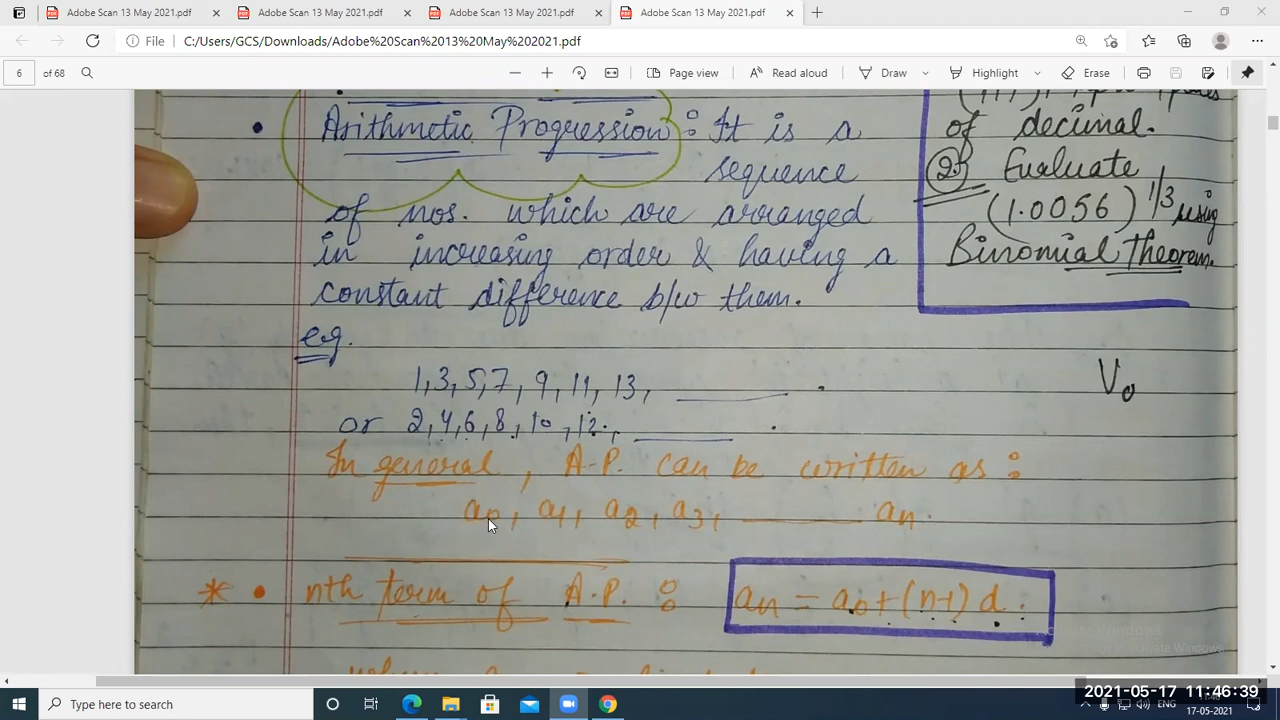 Adobe Scan 13 May 2021.pdf
Adobe Scan 13 May 2021.pdf
Adobe Scan 13 May 2021.pdf
Adobe Scan 13 May 2021.pdf
File C:/Users/GCS/Downloads/Adobe%20Scan%2013%20May%202021.pdf
6 of 68 Page view Read aloud Draw Highlight Erase
• Arithmetic Progression : It is a
sequence
of nos. which are arranged
in increasing order & having a
constant difference b/w them.
eg.
1, 3, 5, 7, 9, 11, 13, ______ .
or 2, 4, 6, 8, 10, 12, ______ .
In general, A.P. can be written as :
a0, a1, a2, a3, ______ an.
* • nth term of A.P. : an = a0 + (n-1) d .
of decimal.
2. Evaluate
(1.0056)^1/3 using
Binomial theorem.
V0
Activate Windows
Type here to search
ENG
17-05-2021
2021-05-17 11:46:39